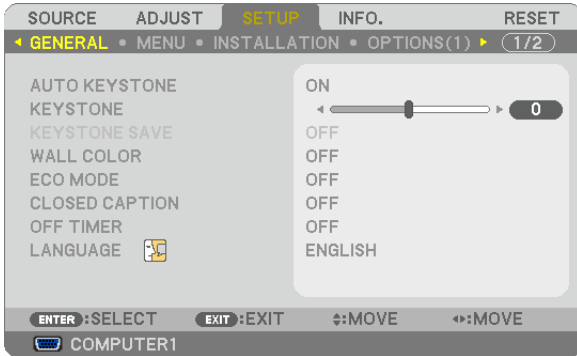 SOURCE ADJUST SETUP INFO. RESET
GENERAL • MENU • INSTALLATION • OPTIONS(1) 1/2
AUTO KEYSTONE ON
KEYSTONE 0
KEYSTONE SAVE OFF
WALL COLOR OFF
ECO MODE OFF
CLOSED CAPTION OFF
OFF TIMER OFF
LANGUAGE ENGLISH
ENTER :SELECT EXIT :EXIT :MOVE :MOVE
COMPUTER1